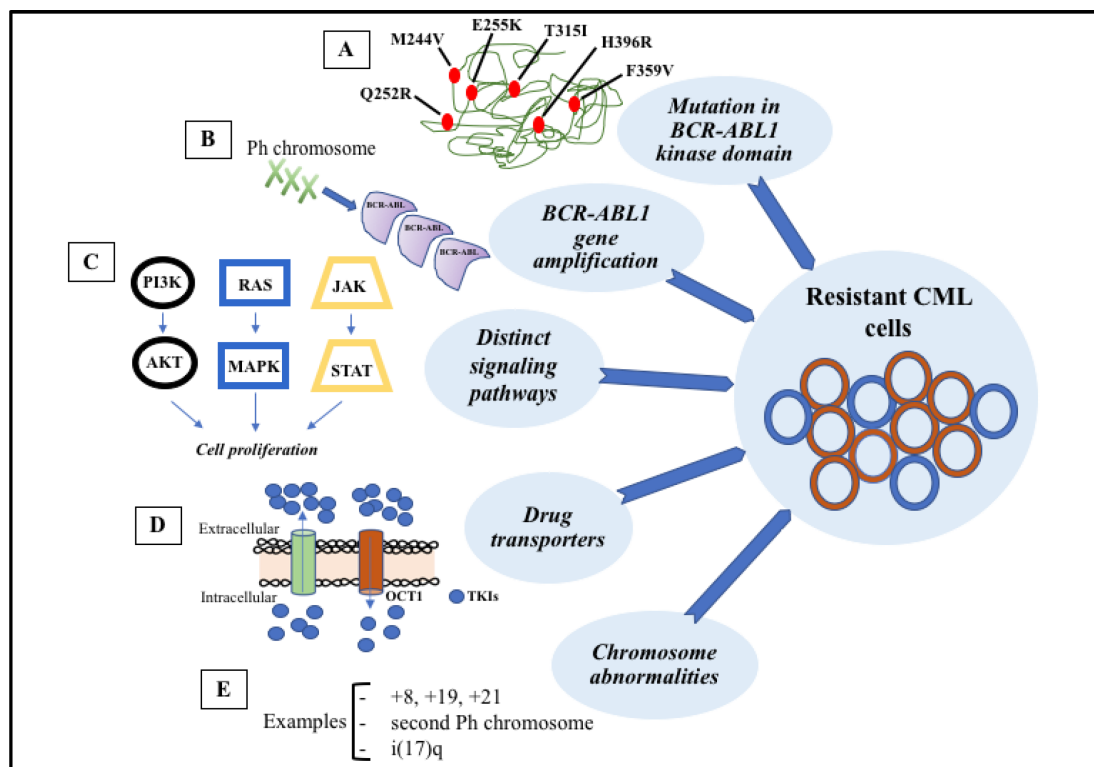 A
M244V
E255K
T315I
H396R
F359V
Q252R
Mutation in
BCR-ABL1
kinase domain
B
Ph chromosome
BCR-ABL
BCR-ABL
BCR-ABL
BCR-ABL1
gene
amplification
C
PI3K
RAS
JAK
AKT
MAPK
STAT
Cell proliferation
Distinct
signaling
pathways
Resistant CML
cells
D
Extracellular
Intracellular
OCT1
TKIs
Drug
transporters
E
Examples
- +8, +19, +21
- second Ph chromosome
- i(17)q
Chromosome
abnormalities